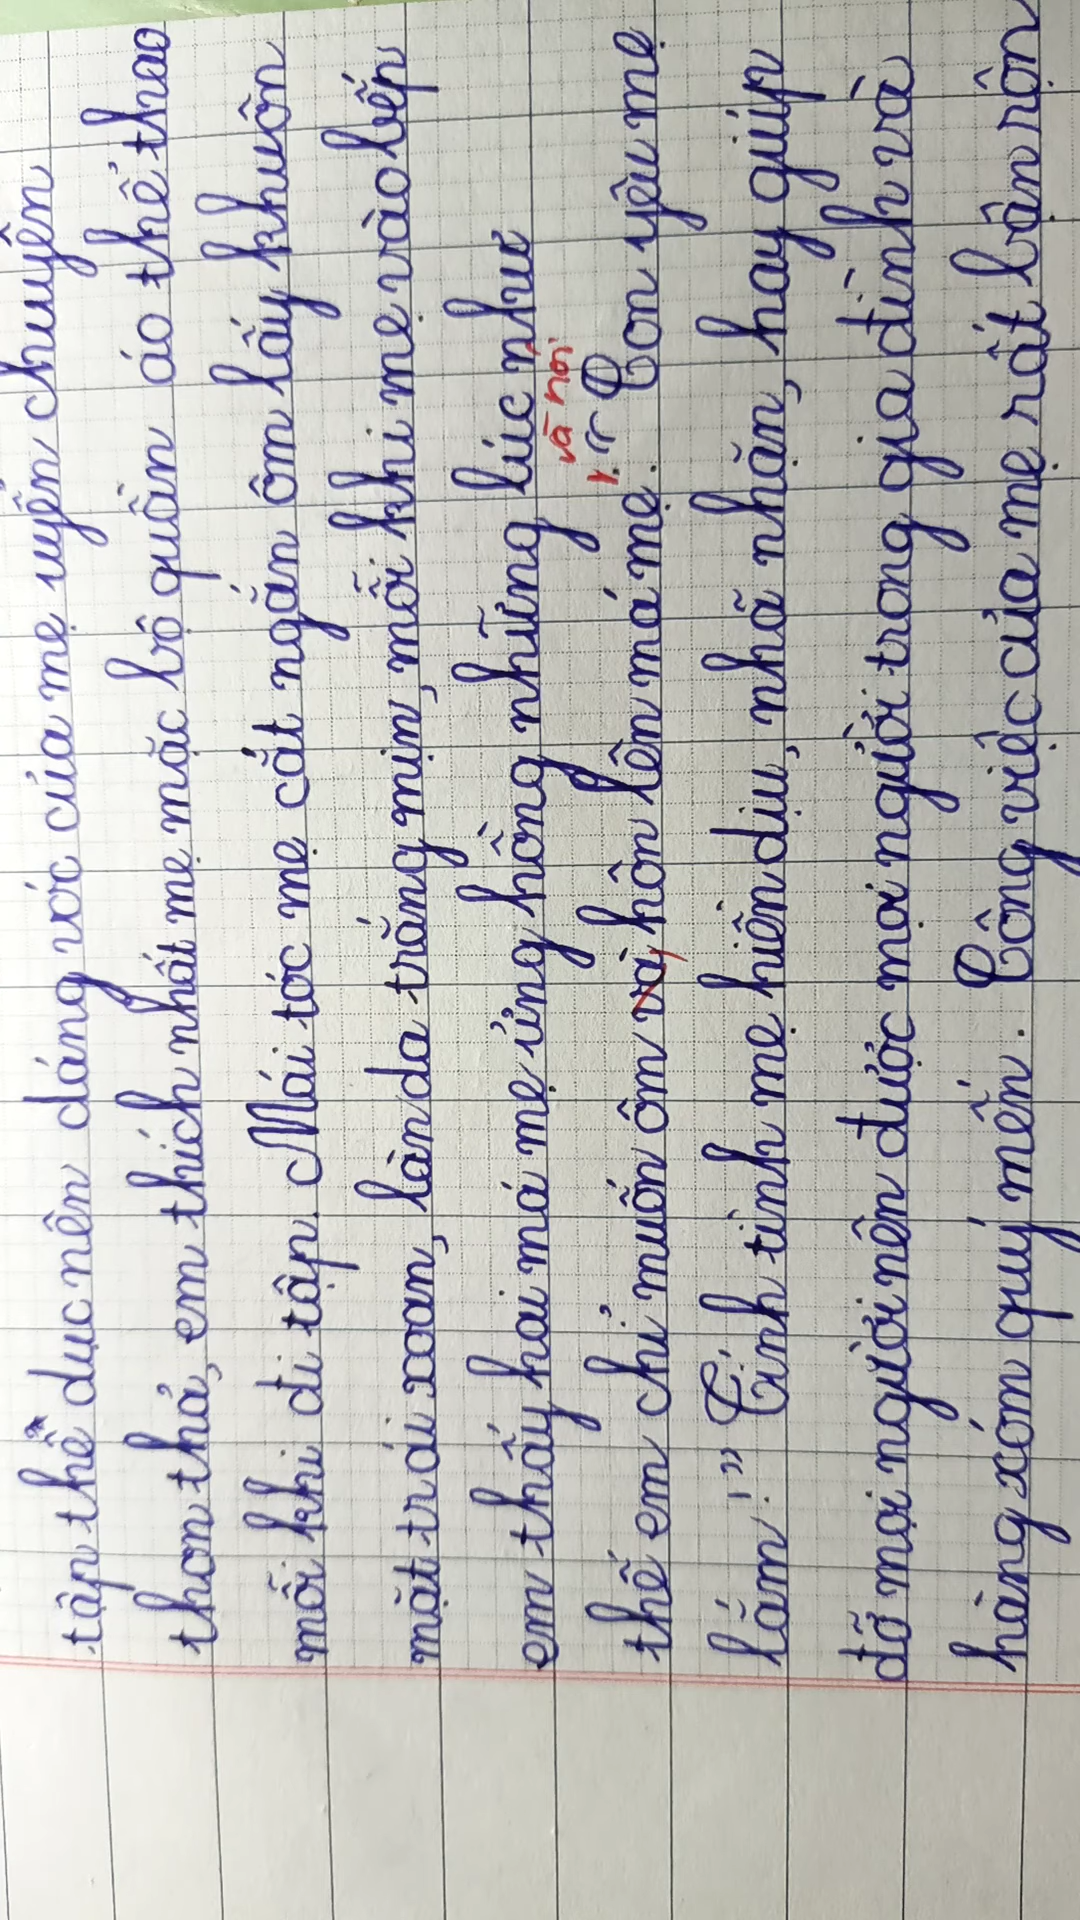 tập thể dục nên dáng vóc của mẹ uyển chuyển
thon thả, em thích nhất mẹ mặc bộ quần áo thể thao
mỗi khi đi tập. Mái tóc mẹ cắt ngắn ôm lấy khuôn
mặt trái xoan, làn da trắng mịn, mỗi khi mẹ vào bếp
em thấy hai má mẹ ửng hồng những lúc như
và nói
thế em chỉ muốn ôm và, hôn lên má mẹ. : "Con yêu mẹ
lắm." Tính tình mẹ hiền dịu, nhã nhặn, hay giúp
đỡ mọi người nên được mọi người trong gia đình và
hàng xóm quý mến. Công việc của mẹ rất bận rộn